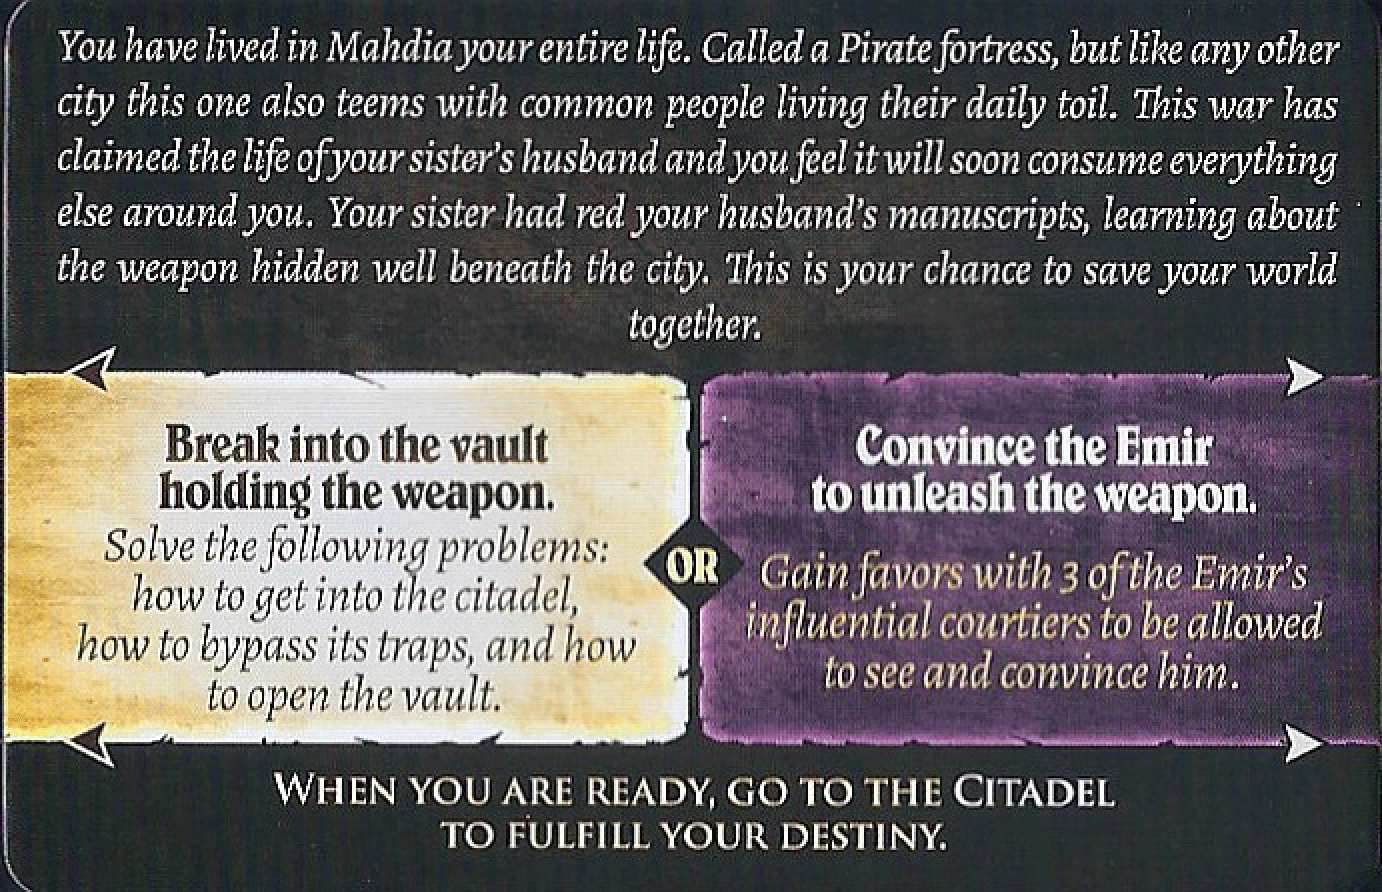 You have lived in Mahdia your entire life. Called a Pirate fortress, but like any other
city this one also teems with common people living their daily toil. This war has
claimed the life of your sister's husband and you feel it will soon consume everything
else around you. Your sister had red your husband's manuscripts, learning about
the weapon hidden well beneath the city. This is your chance to save your world
together.
Break into the vault
holding the weapon.
Solve the following problems:
how to get into the citadel,
how to bypass its traps, and how
to open the vault.
OR
Convince the Emir
to unleash the weapon.
Gain favors with 3 of the Emir's
influential courtiers to be allowed
to see and convince him.
WHEN YOU ARE READY, GO TO THE CITADEL
TO FULFILL YOUR DESTINY.